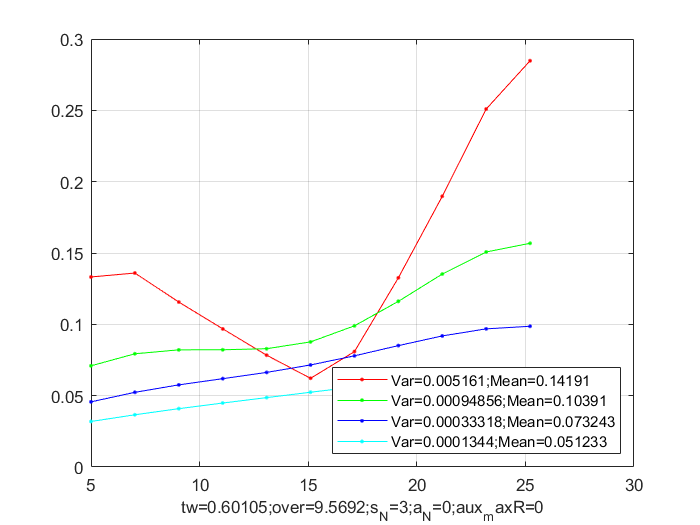 0.3
0.25
0.2
0.15
0.1
0.05
0
Var=0.005161;Mean=0.14191
Var=0.00094856;Mean=0.10391
Var=0.00033318;Mean=0.073243
Var=0.0001344;Mean=0.051233
5 10 15 20 25 30
tw=0.60105;over=9.5692;s_N=3;a_N=0;aux_maxR=0